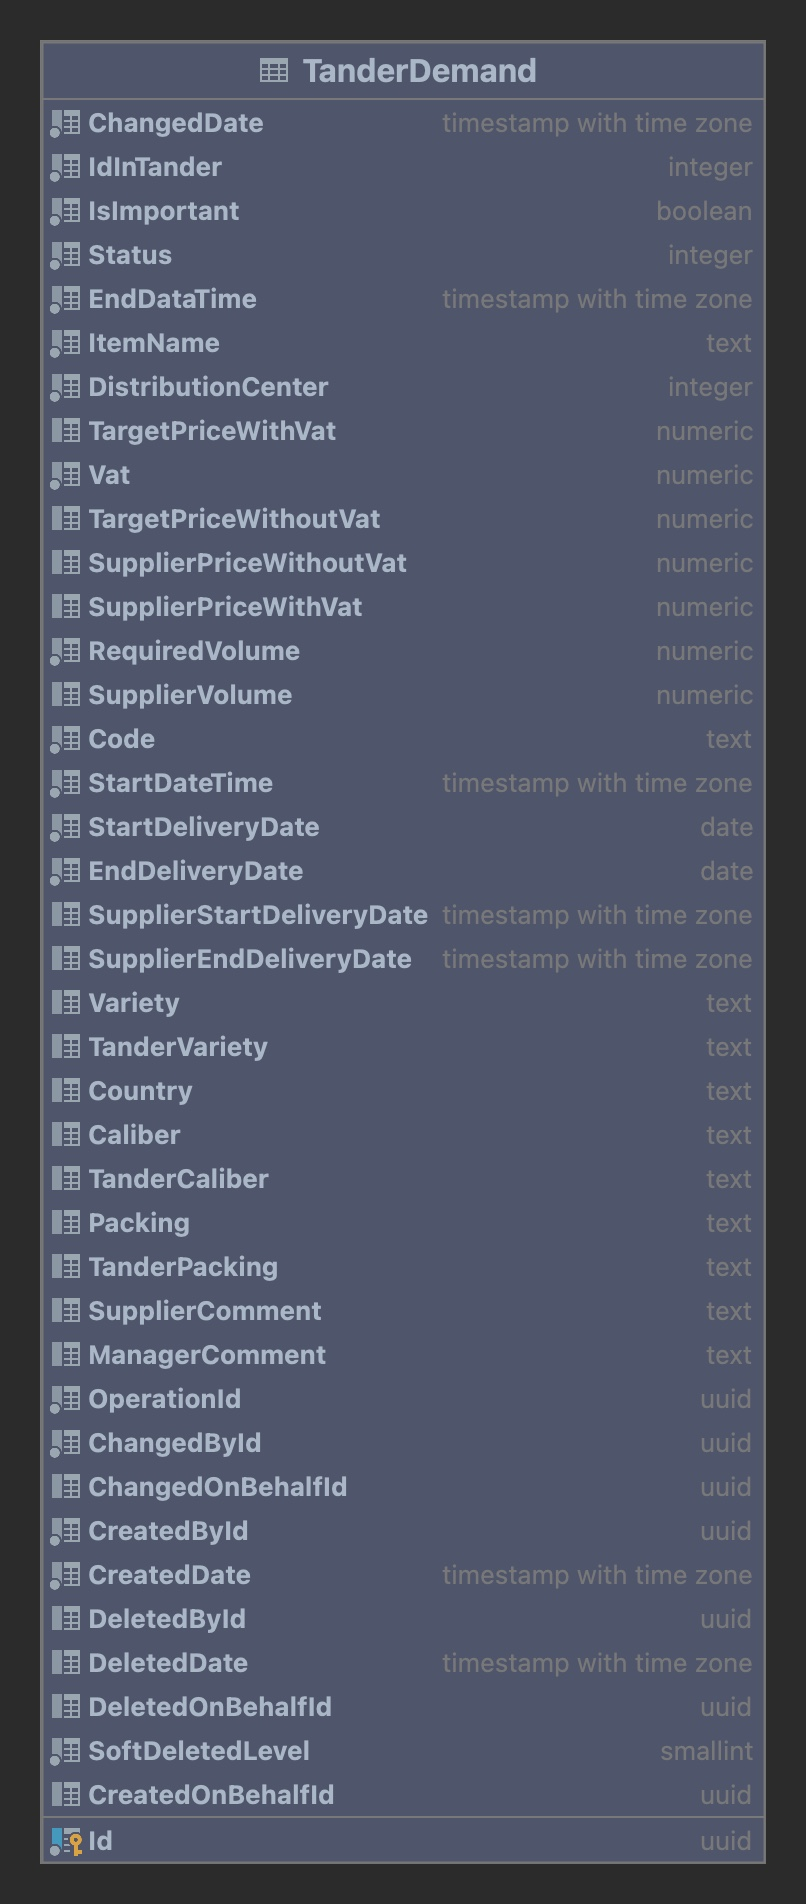 TanderDemand
ChangedDate timestamp with time zone
IdInTander integer
IsImportant boolean
Status integer
EndDataTime timestamp with time zone
ItemName text
DistributionCenter integer
TargetPriceWithVat numeric
Vat numeric
TargetPriceWithoutVat numeric
SupplierPriceWithoutVat numeric
SupplierPriceWithVat numeric
RequiredVolume numeric
SupplierVolume numeric
Code text
StartDateTime timestamp with time zone
StartDeliveryDate date
EndDeliveryDate date
SupplierStartDeliveryDate timestamp with time zone
SupplierEndDeliveryDate timestamp with time zone
Variety text
TanderVariety text
Country text
Caliber text
TanderCaliber text
Packing text
TanderPacking text
SupplierComment text
ManagerComment text
OperationId uuid
ChangedById uuid
ChangedOnBehalfId uuid
CreatedById uuid
CreatedDate timestamp with time zone
DeletedById uuid
DeletedDate timestamp with time zone
DeletedOnBehalfId uuid
SoftDeletedLevel smallint
CreatedOnBehalfId uuid
Id uuid